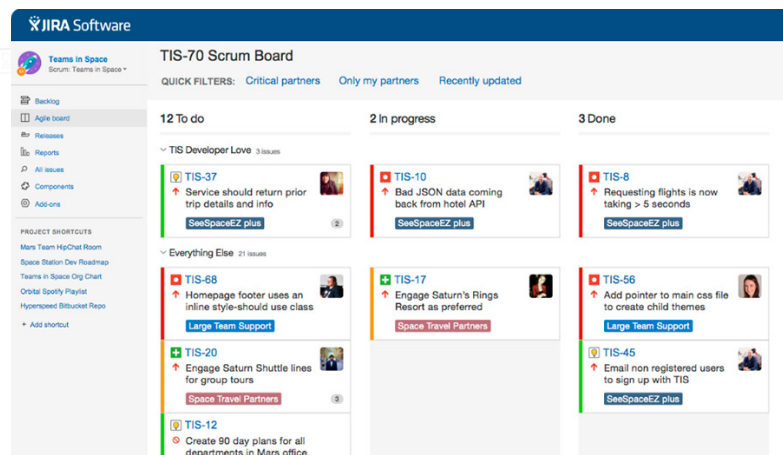 JIRA Software
Teams in Space
Scrum: Teams in Space
Backlog
Agile board
Releases
Reports
All issues
Components
Add-ons
PROJECT SHORTCUTS
Mars Team HipChat Room
Space Station Dev Roadmap
Teams in Space Org Chart
Orbital Spotify Playlist
Hyperspeed Bitbucket Repo
+ Add shortcut
TIS-70 Scrum Board
QUICK FILTERS: Critical partners Only my partners Recently updated
12 To do
2 In progress
3 Done
TIS Developer Love 3 issues
TIS-37
Service should return prior
trip details and info
SeeSpaceEZ plus
2
TIS-10
Bad JSON data coming
back from hotel API
SeeSpaceEZ plus
TIS-8
Requesting flights is now
taking > 5 seconds
SeeSpaceEZ plus
Everything Else 21 issues
TIS-68
Homepage footer uses an
inline style-should use class
Large Team Support
TIS-17
Engage Saturn's Rings
Resort as preferred
Space Travel Partners
TIS-56
Add pointer to main css file
to create child themes
Large Team Support
TIS-20
Engage Saturn Shuttle lines
for group tours
Space Travel Partners
3
TIS-45
Email non registered users
to sign up with TIS
SeeSpaceEZ plus
TIS-12
Create 90 day plans for all
departments in Mars office